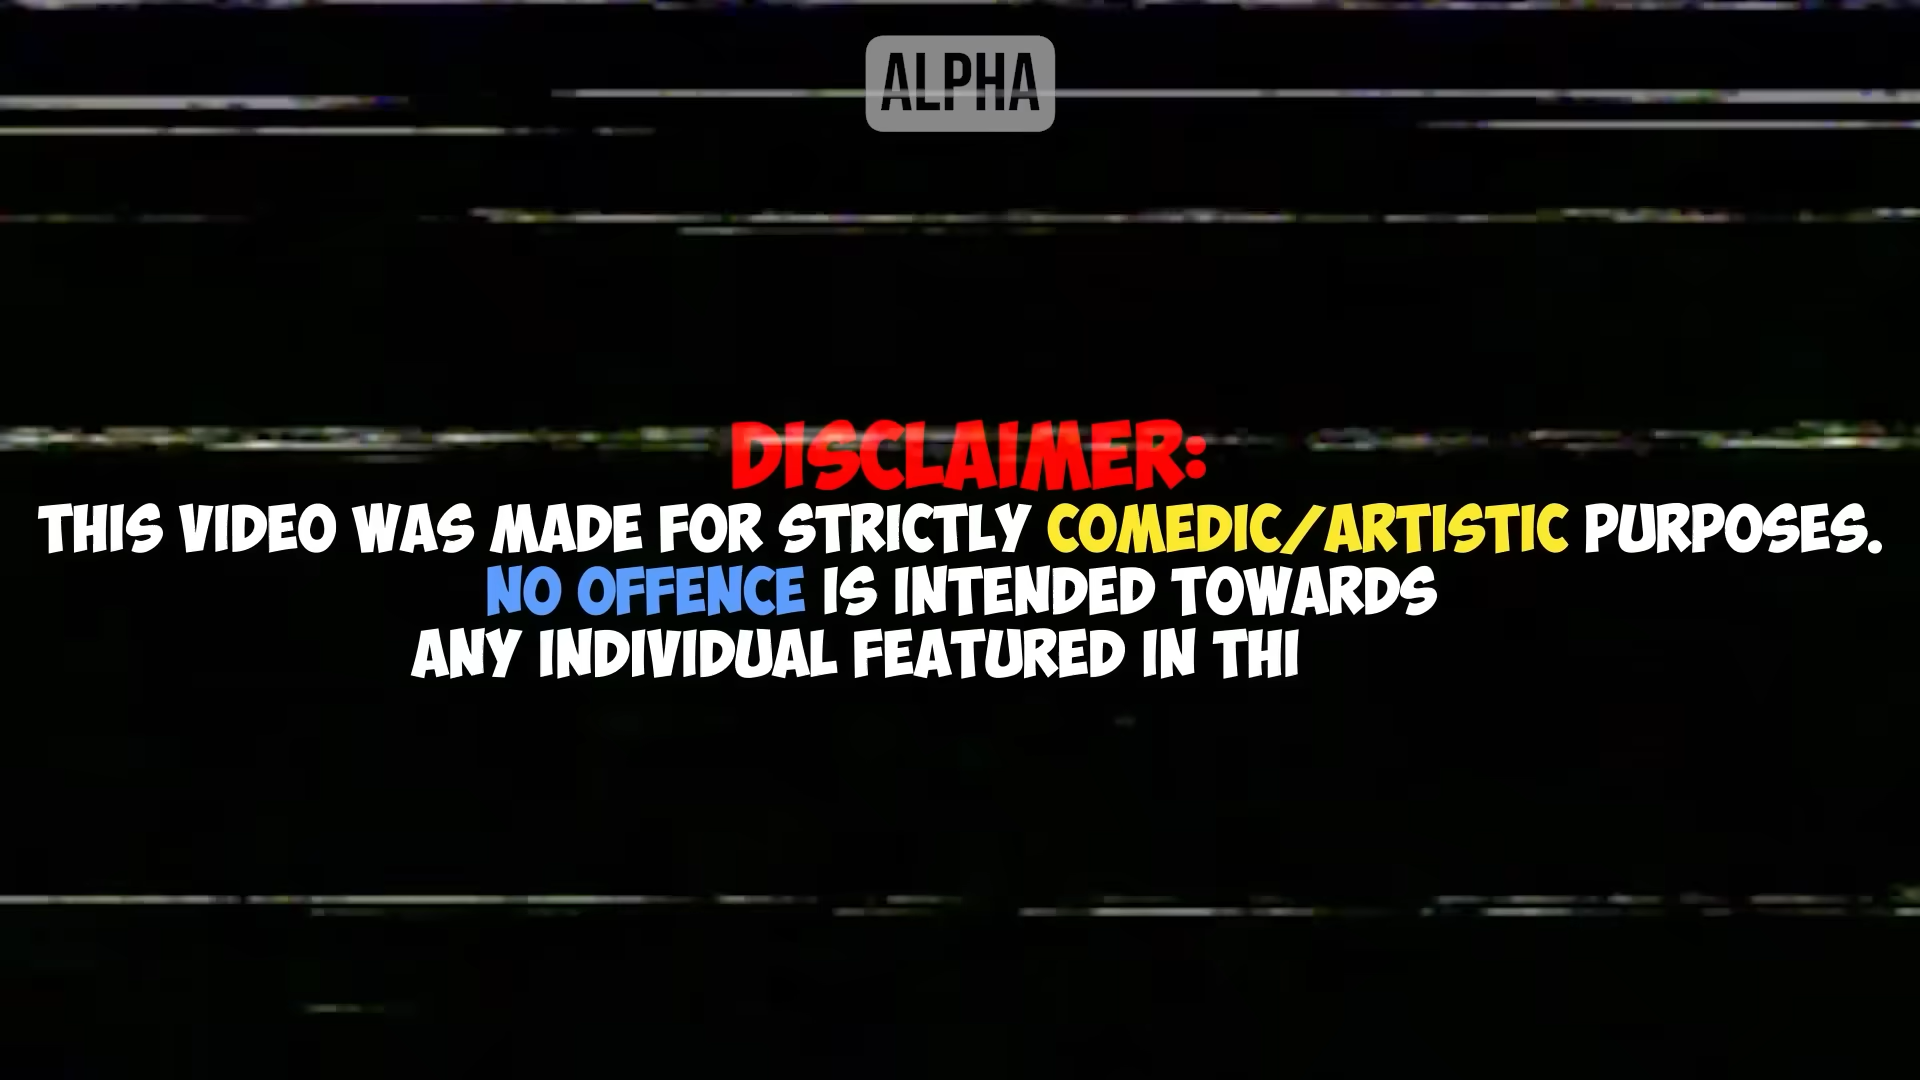 ALPHA
DISCLAIMER:
THIS VIDEO WAS MADE FOR STRICTLY COMEDIC/ARTISTIC PURPOSES.
NO OFFENCE IS INTENDED TOWARDS
ANY INDIVIDUAL FEATURED IN THI